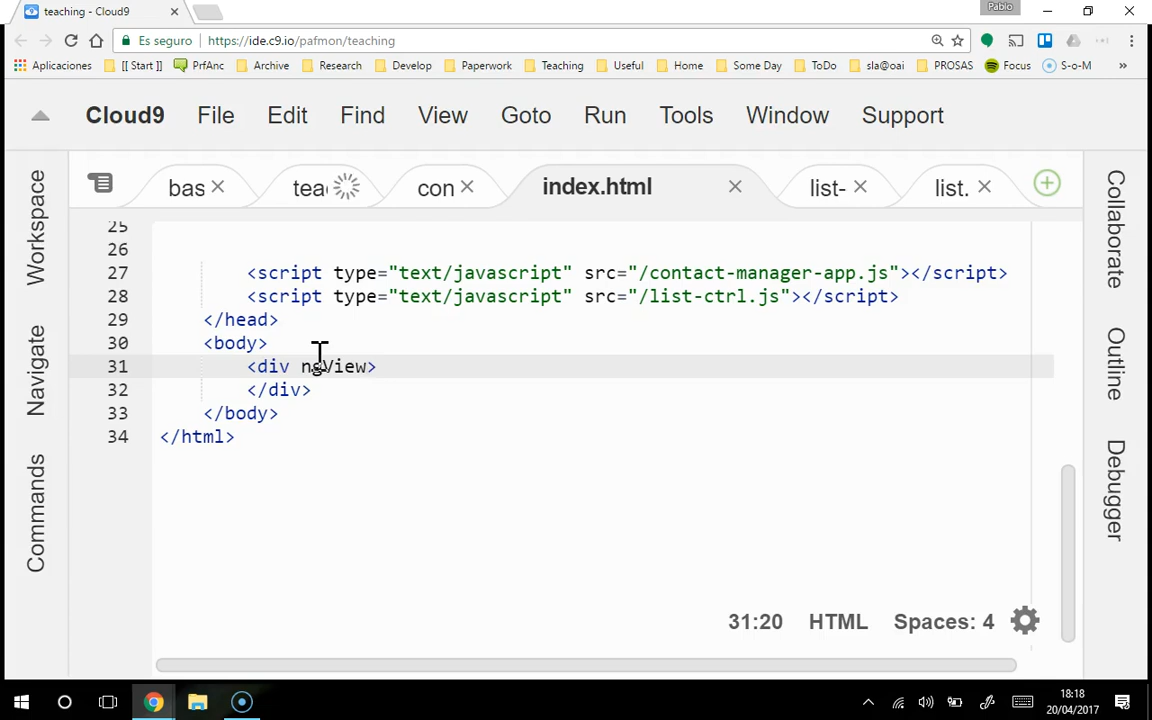 teaching - Cloud9
Pablo
Es seguro https://ide.c9.io/pafmon/teaching
Aplicaciones [[ Start ]] PrfAnc Archive Research Develop Paperwork Teaching Useful Home Some Day ToDo sla@oai PROSAS Focus S-o-M »
Cloud9 File Edit Find View Goto Run Tools Window Support
bas tea con index.html list- list.
Workspace
Navigate
Commands
25
26
27 <script type="text/javascript" src="/contact-manager-app.js"></script>
28 <script type="text/javascript" src="/list-ctrl.js"></script>
29 </head>
30 <body>
31 <div ngView>
32 </div>
33 </body>
34 </html>
Collaborate
Outline
Debugger
31:20 HTML Spaces: 4
18:18
20/04/2017